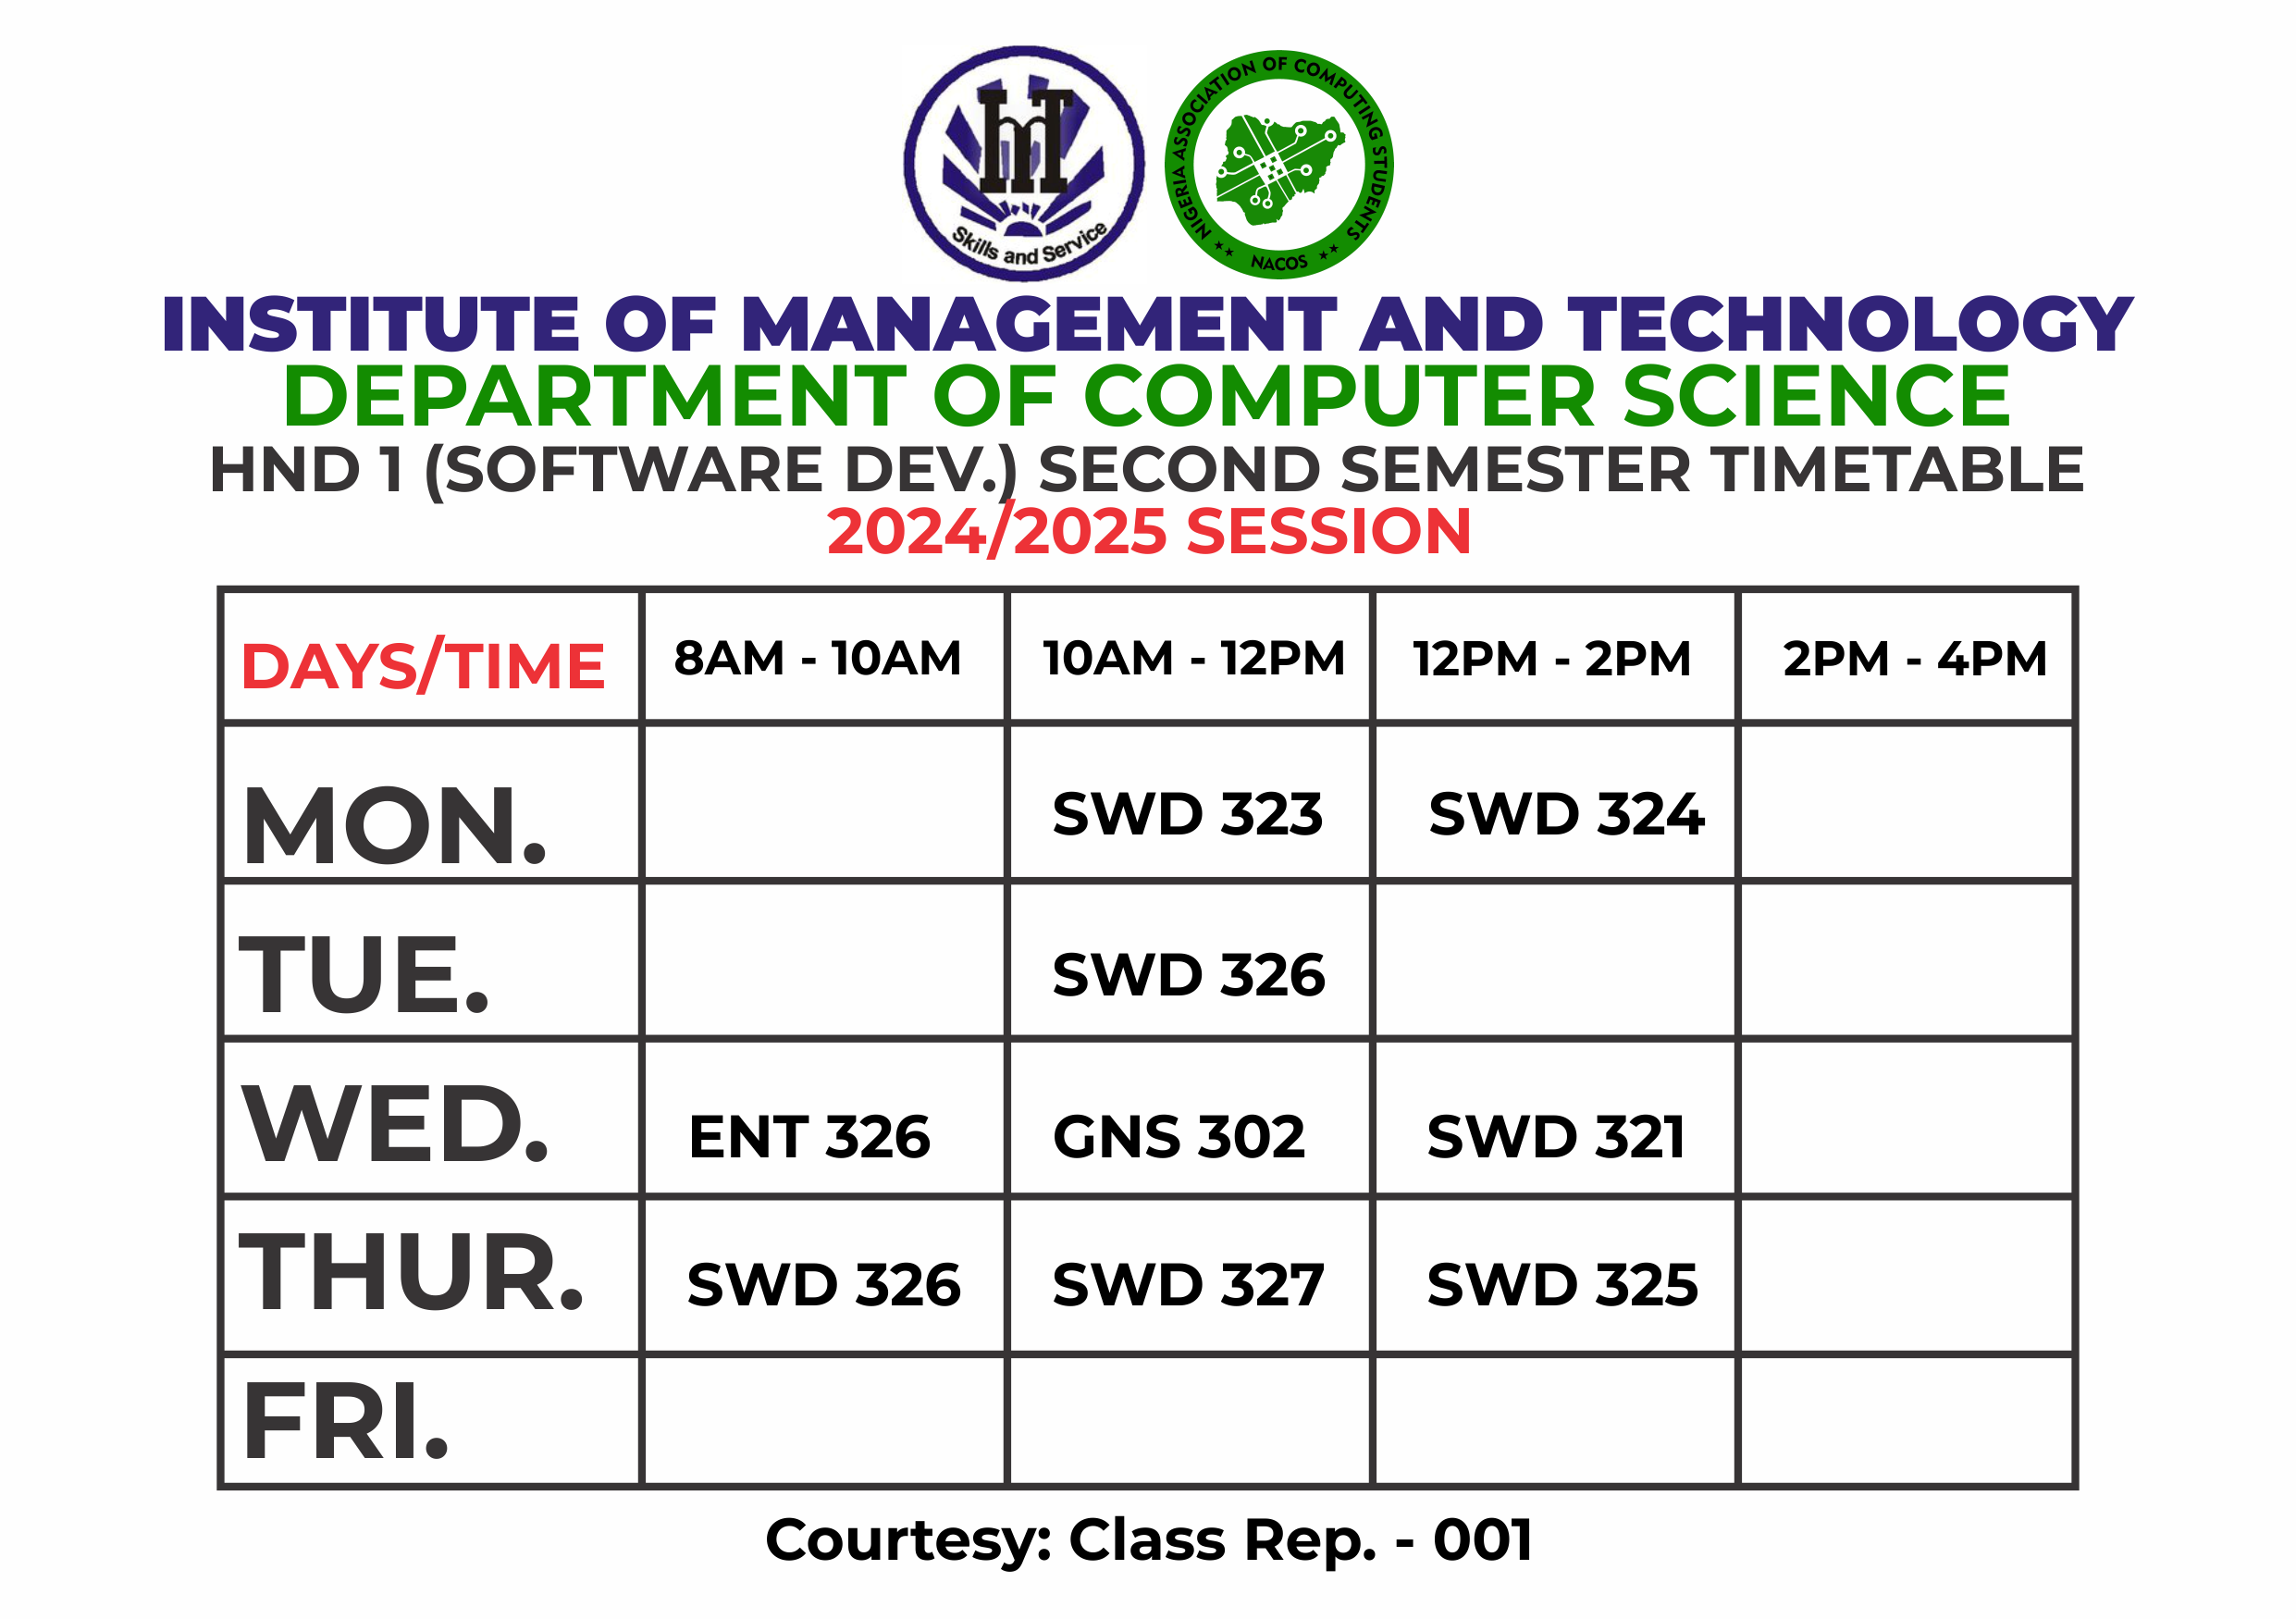 IMT
Skills and Service
NIGERIA ASSOCIATION OF COMPUTING STUDENTS
NACOS
INSTITUTE OF MANAGEMENT AND TECHNOLOGY
DEPARTMENT OF COMPUTER SCIENCE
HND 1 (SOFTWARE DEV.) SECOND SEMESTER TIMETABLE
2024/2025 SESSION
DAYS/TIME 8AM - 10AM 10AM - 12PM 12PM - 2PM 2PM - 4PM
MON. SWD 323 SWD 324
TUE. SWD 326
WED. ENT 326 GNS 302 SWD 321
THUR. SWD 326 SWD 327 SWD 325
FRI.
Courtesy: Class Rep. - 001